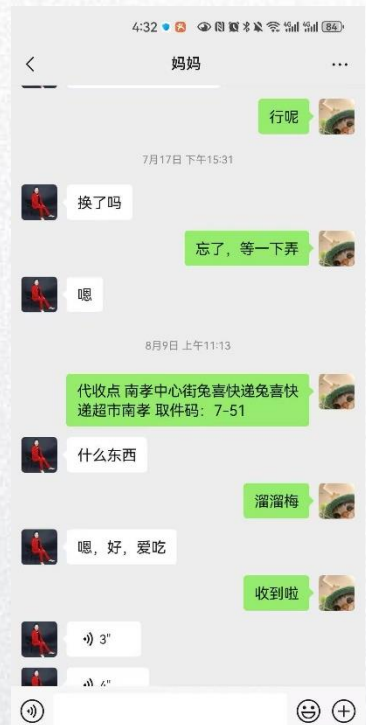 4:32
84
妈妈
行呢
7月17日 下午15:31
换了吗
忘了，等一下弄
嗯
8月9日 上午11:13
代收点 南孝中心街兔喜快递兔喜快
递超市南孝 取件码：7-51
什么东西
溜溜梅
嗯，好，爱吃
收到啦
3"